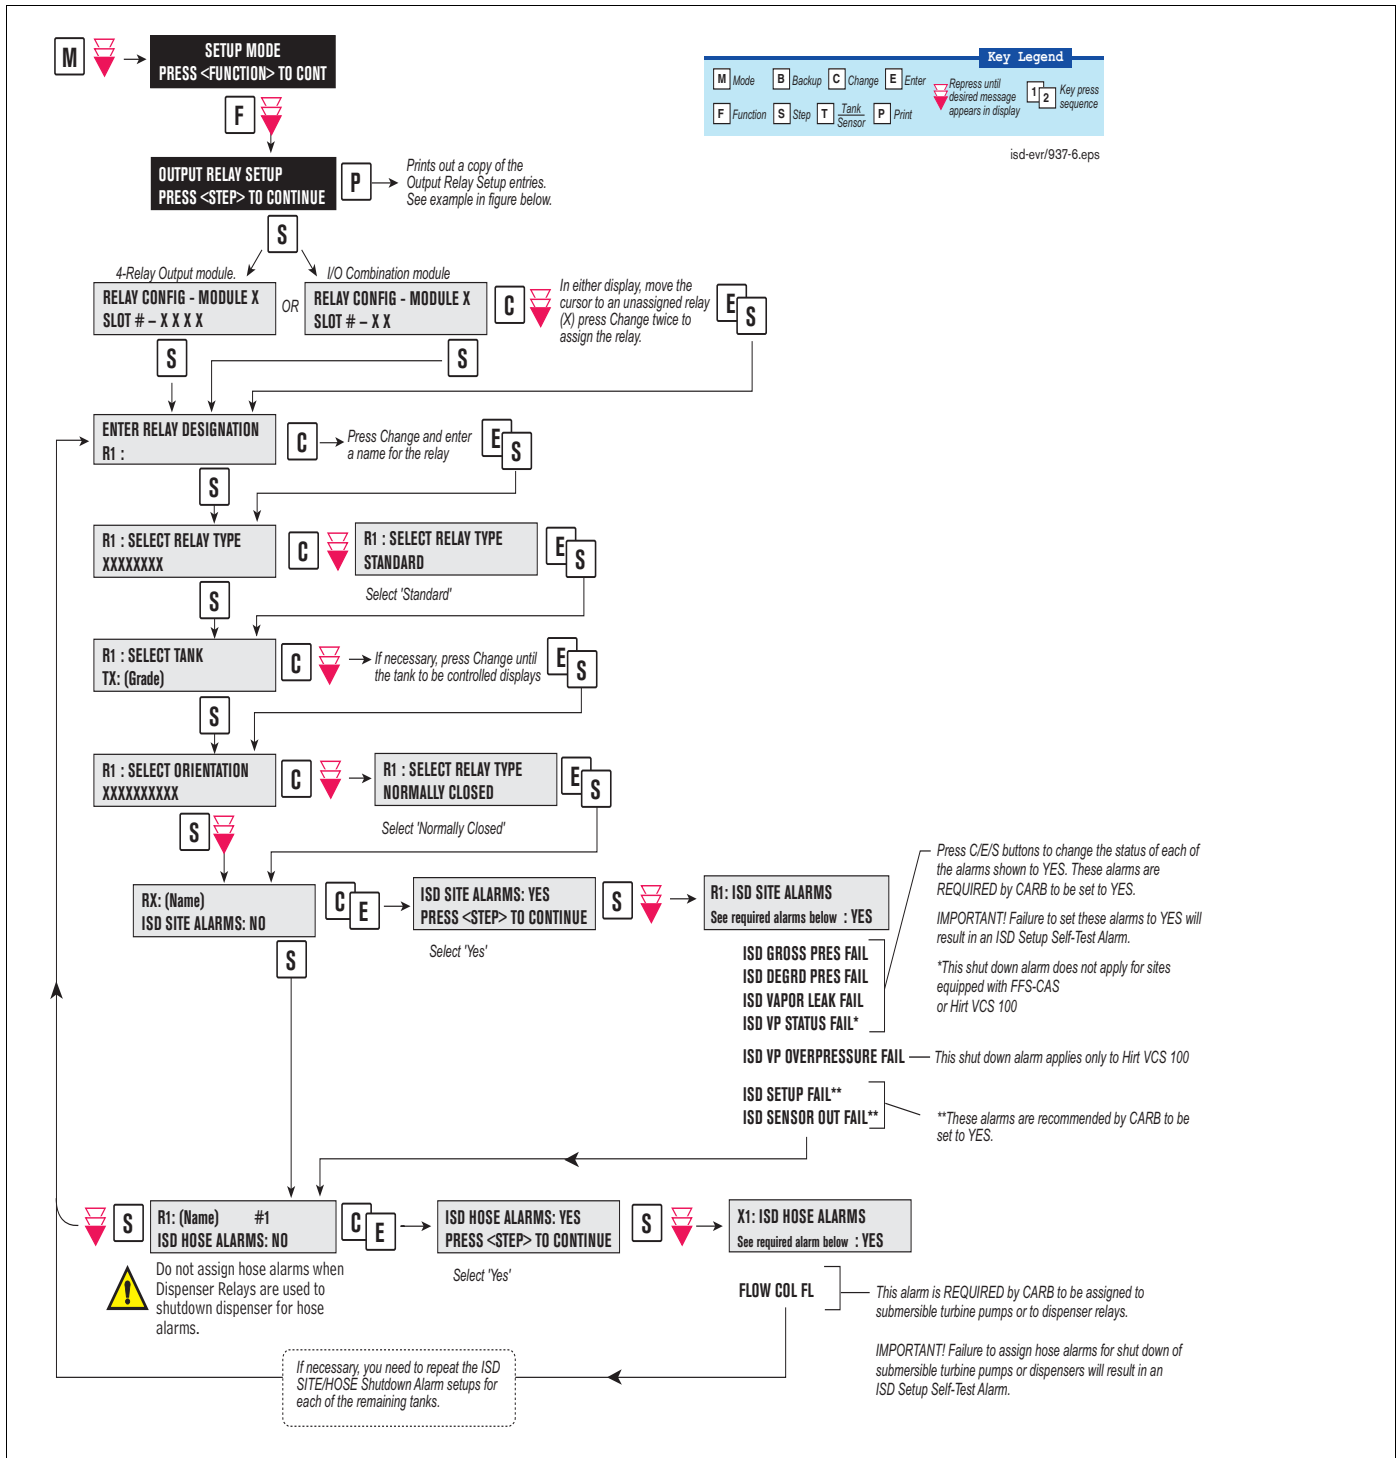 M
SETUP MODE
PRESS <FUNCTION> TO CONT
Key Legend
M Mode
B Backup
C Change
E Enter
F Function
S Step
T Tank
Sensor
P Print
Repress until
desired message
appears in display
1 2
Key press
sequence
isd-evr/937-6.eps
F
OUTPUT RELAY SETUP
PRESS <STEP> TO CONTINUE
P
Prints out a copy of the
Output Relay Setup entries.
See example in figure below.
S
4-Relay Output module.
RELAY CONFIG - MODULE X
SLOT # – X X X X
OR
I/O Combination module
RELAY CONFIG - MODULE X
SLOT # – X X
C
In either display, move the
cursor to an unassigned relay
(X) press Change twice to
assign the relay.
E
S
S
S
ENTER RELAY DESIGNATION
R1 :
C
Press Change and enter
a name for the relay
E
S
S
R1 : SELECT RELAY TYPE
XXXXXXXX
C
R1 : SELECT RELAY TYPE
STANDARD
E
S
Select 'Standard'
S
R1 : SELECT TANK
TX: (Grade)
C
If necessary, press Change until
the tank to be controlled displays
E
S
S
R1 : SELECT ORIENTATION
XXXXXXXXXX
C
R1 : SELECT RELAY TYPE
NORMALLY CLOSED
E
S
Select 'Normally Closed'
S
RX: (Name)
ISD SITE ALARMS: NO
C
E
ISD SITE ALARMS: YES
PRESS <STEP> TO CONTINUE
Select 'Yes'
S
R1: ISD SITE ALARMS
See required alarms below : YES
ISD GROSS PRES FAIL
ISD DEGRD PRES FAIL
ISD VAPOR LEAK FAIL
ISD VP STATUS FAIL*
Press C/E/S buttons to change the status of each of
the alarms shown to YES. These alarms are
REQUIRED by CARB to be set to YES.
IMPORTANT! Failure to set these alarms to YES will
result in an ISD Setup Self-Test Alarm.
*This shut down alarm does not apply for sites
equipped with FFS-CAS
or Hirt VCS 100
ISD VP OVERPRESSURE FAIL
This shut down alarm applies only to Hirt VCS 100
ISD SETUP FAIL**
ISD SENSOR OUT FAIL**
**These alarms are recommended by CARB to be
set to YES.
S
S
R1: (Name) #1
ISD HOSE ALARMS: NO
C
E
ISD HOSE ALARMS: YES
PRESS <STEP> TO CONTINUE
Select 'Yes'
S
X1: ISD HOSE ALARMS
See required alarm below : YES
!
Do not assign hose alarms when
Dispenser Relays are used to
shutdown dispenser for hose
alarms.
FLOW COL FL
This alarm is REQUIRED by CARB to be assigned to
submersible turbine pumps or to dispenser relays.
IMPORTANT! Failure to assign hose alarms for shut down of
submersible turbine pumps or dispensers will result in an
ISD Setup Self-Test Alarm.
If necessary, you need to repeat the ISD
SITE/HOSE Shutdown Alarm setups for
each of the remaining tanks.